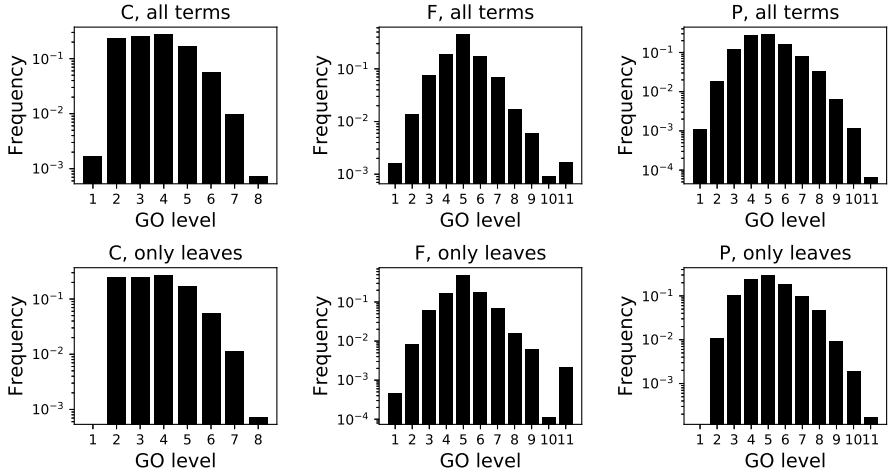 C, all terms
F, all terms
P, all terms
Frequency
10⁻¹
10⁻²
10⁻³
1 2 3 4 5 6 7 8
GO level
Frequency
10⁻¹
10⁻²
10⁻³
1 2 3 4 5 6 7 8 9 10 11
GO level
Frequency
10⁻¹
10⁻²
10⁻³
10⁻⁴
1 2 3 4 5 6 7 8 9 10 11
GO level
C, only leaves
F, only leaves
P, only leaves
Frequency
10⁻¹
10⁻²
10⁻³
1 2 3 4 5 6 7 8
GO level
Frequency
10⁻¹
10⁻²
10⁻³
10⁻⁴
1 2 3 4 5 6 7 8 9 10 11
GO level
Frequency
10⁻¹
10⁻²
10⁻³
1 2 3 4 5 6 7 8 9 10 11
GO level